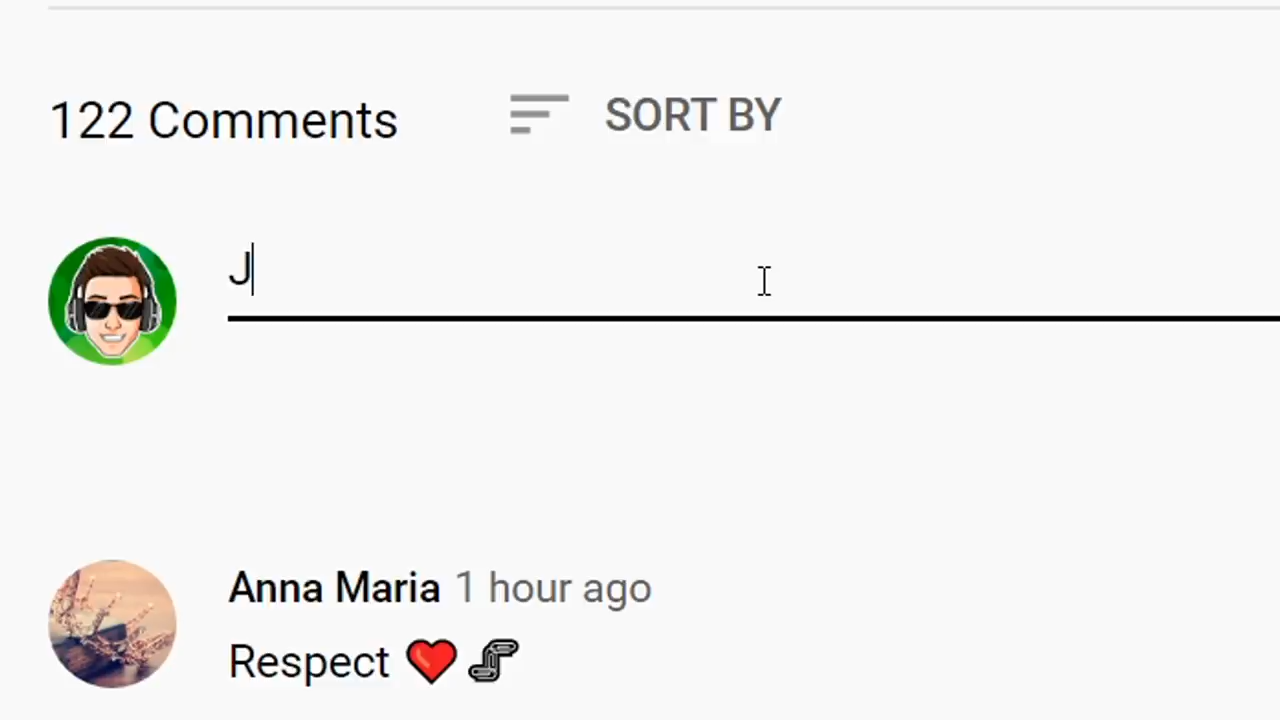 122 Comments SORT BY
J
Anna Maria 1 hour ago
Respect ❤️